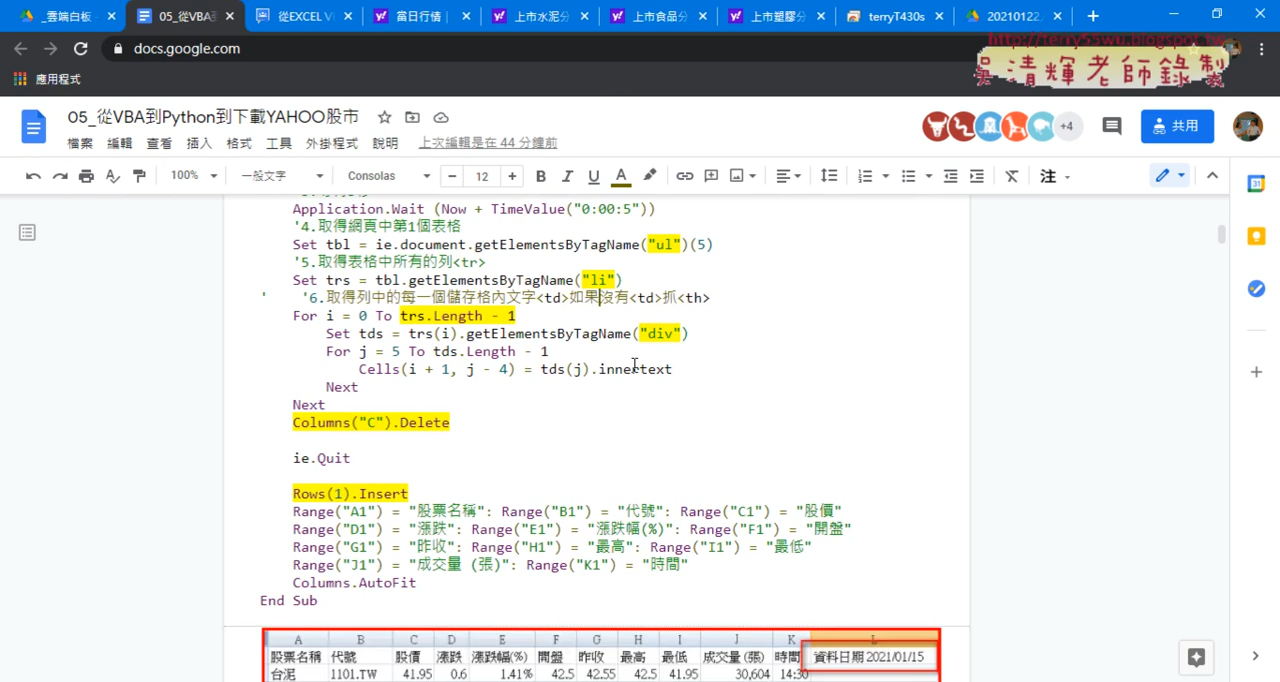 _雲端白板
05_從VBA到
從EXCEL V
當日行情 |
上市水泥分
上市食品分
上市塑膠分
terryT430s
20210122
docs.google.com
http://terry55wu.blogspot.tw
應用程式
吳清輝老師錄製
05_從VBA到Python到下載YAHOO股市
+4
共用
檔案 編輯 查看 插入 格式 工具 外掛程式 說明 上次編輯是在 44 分鐘前
100% 一般文字 Consolas 12 注
Application.Wait (Now + TimeValue("0:00:5"))
'4.取得網頁中第1個表格
Set tbl = ie.document.getElementsByTagName("ul")(5)
'5.取得表格中所有的列<tr>
Set trs = tbl.getElementsByTagName("li")
' '6.取得列中的每一個儲存格內文字<td>如果沒有<td>抓<th>
For i = 0 To trs.Length - 1
Set tds = trs(i).getElementsByTagName("div")
For j = 5 To tds.Length - 1
Cells(i + 1, j - 4) = tds(j).innertext
Next
Next
Columns("C").Delete
ie.Quit
Rows(1).Insert
Range("A1") = "股票名稱": Range("B1") = "代號": Range("C1") = "股價"
Range("D1") = "漲跌": Range("E1") = "漲跌幅(%)": Range("F1") = "開盤"
Range("G1") = "昨收": Range("H1") = "最高": Range("I1") = "最低"
Range("J1") = "成交量 (張)": Range("K1") = "時間"
Columns.AutoFit
End Sub
A B C D E F G H I J K L
股票名稱 代號 股價 漲跌 漲跌幅(%) 開盤 昨收 最高 最低 成交量 (張) 時間 資料日期 2021/01/15
台泥 1101.TW 41.95 0.6 1.41% 42.5 42.55 42.5 41.95 30,604 14:30